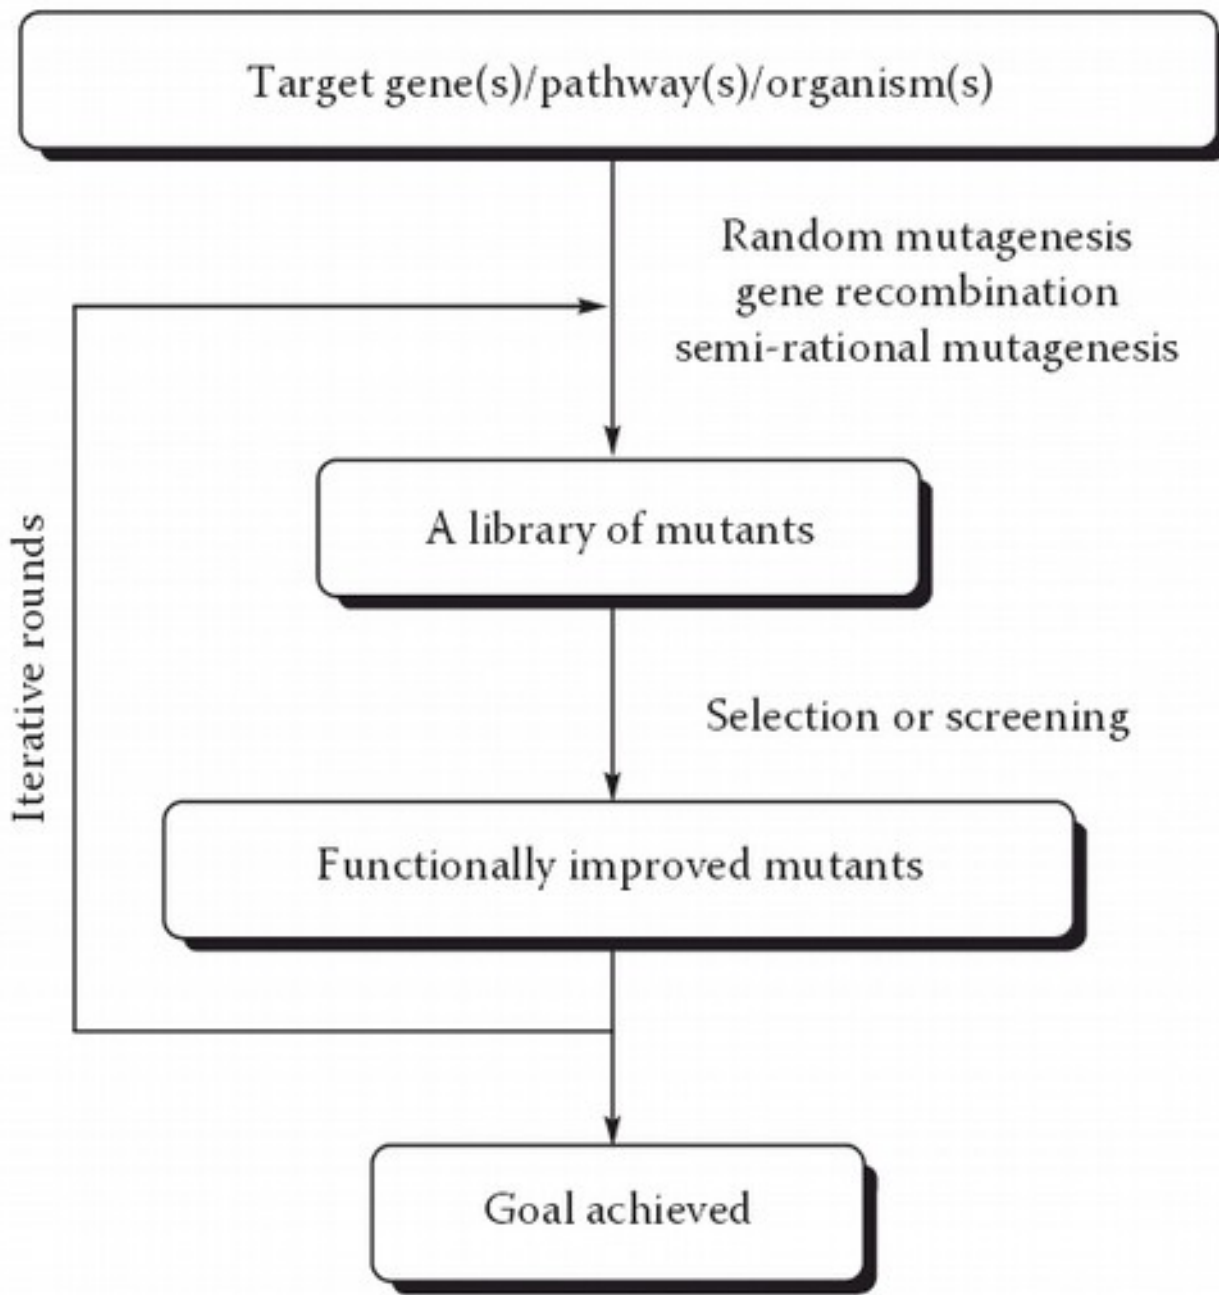 Target gene(s)/pathway(s)/organism(s)
Random mutagenesis
gene recombination
semi-rational mutagenesis
A library of mutants
Iterative rounds
Selection or screening
Functionally improved mutants
Goal achieved